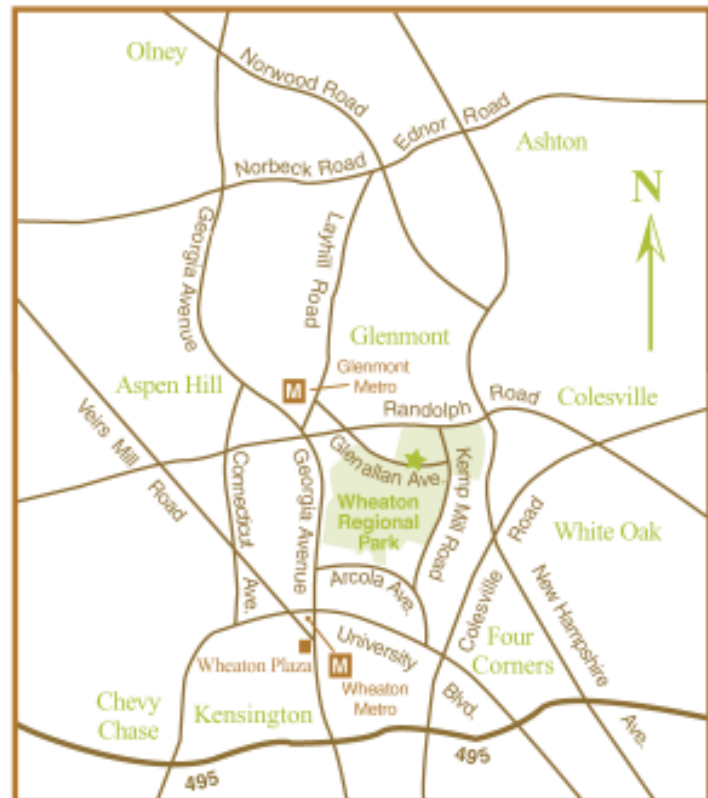 Olney
Norwood Road
Ednor Road
Ashton
Norbeck Road
N
Georgia Avenue
Layhill Road
Glenmont
Glenmont
Metro
M
Aspen Hill
Randolph Road
Colesville
Veirs Mill Road
Glenallan Ave.
Connecticut Ave.
Georgia Avenue
Wheaton
Regional
Park
Kemp Mill Road
Colesville Road
White Oak
Arcola Ave.
New Hampshire Ave.
University Blvd.
Four
Corners
Wheaton Plaza
M
Wheaton
Metro
Chevy
Chase
Kensington
495
495